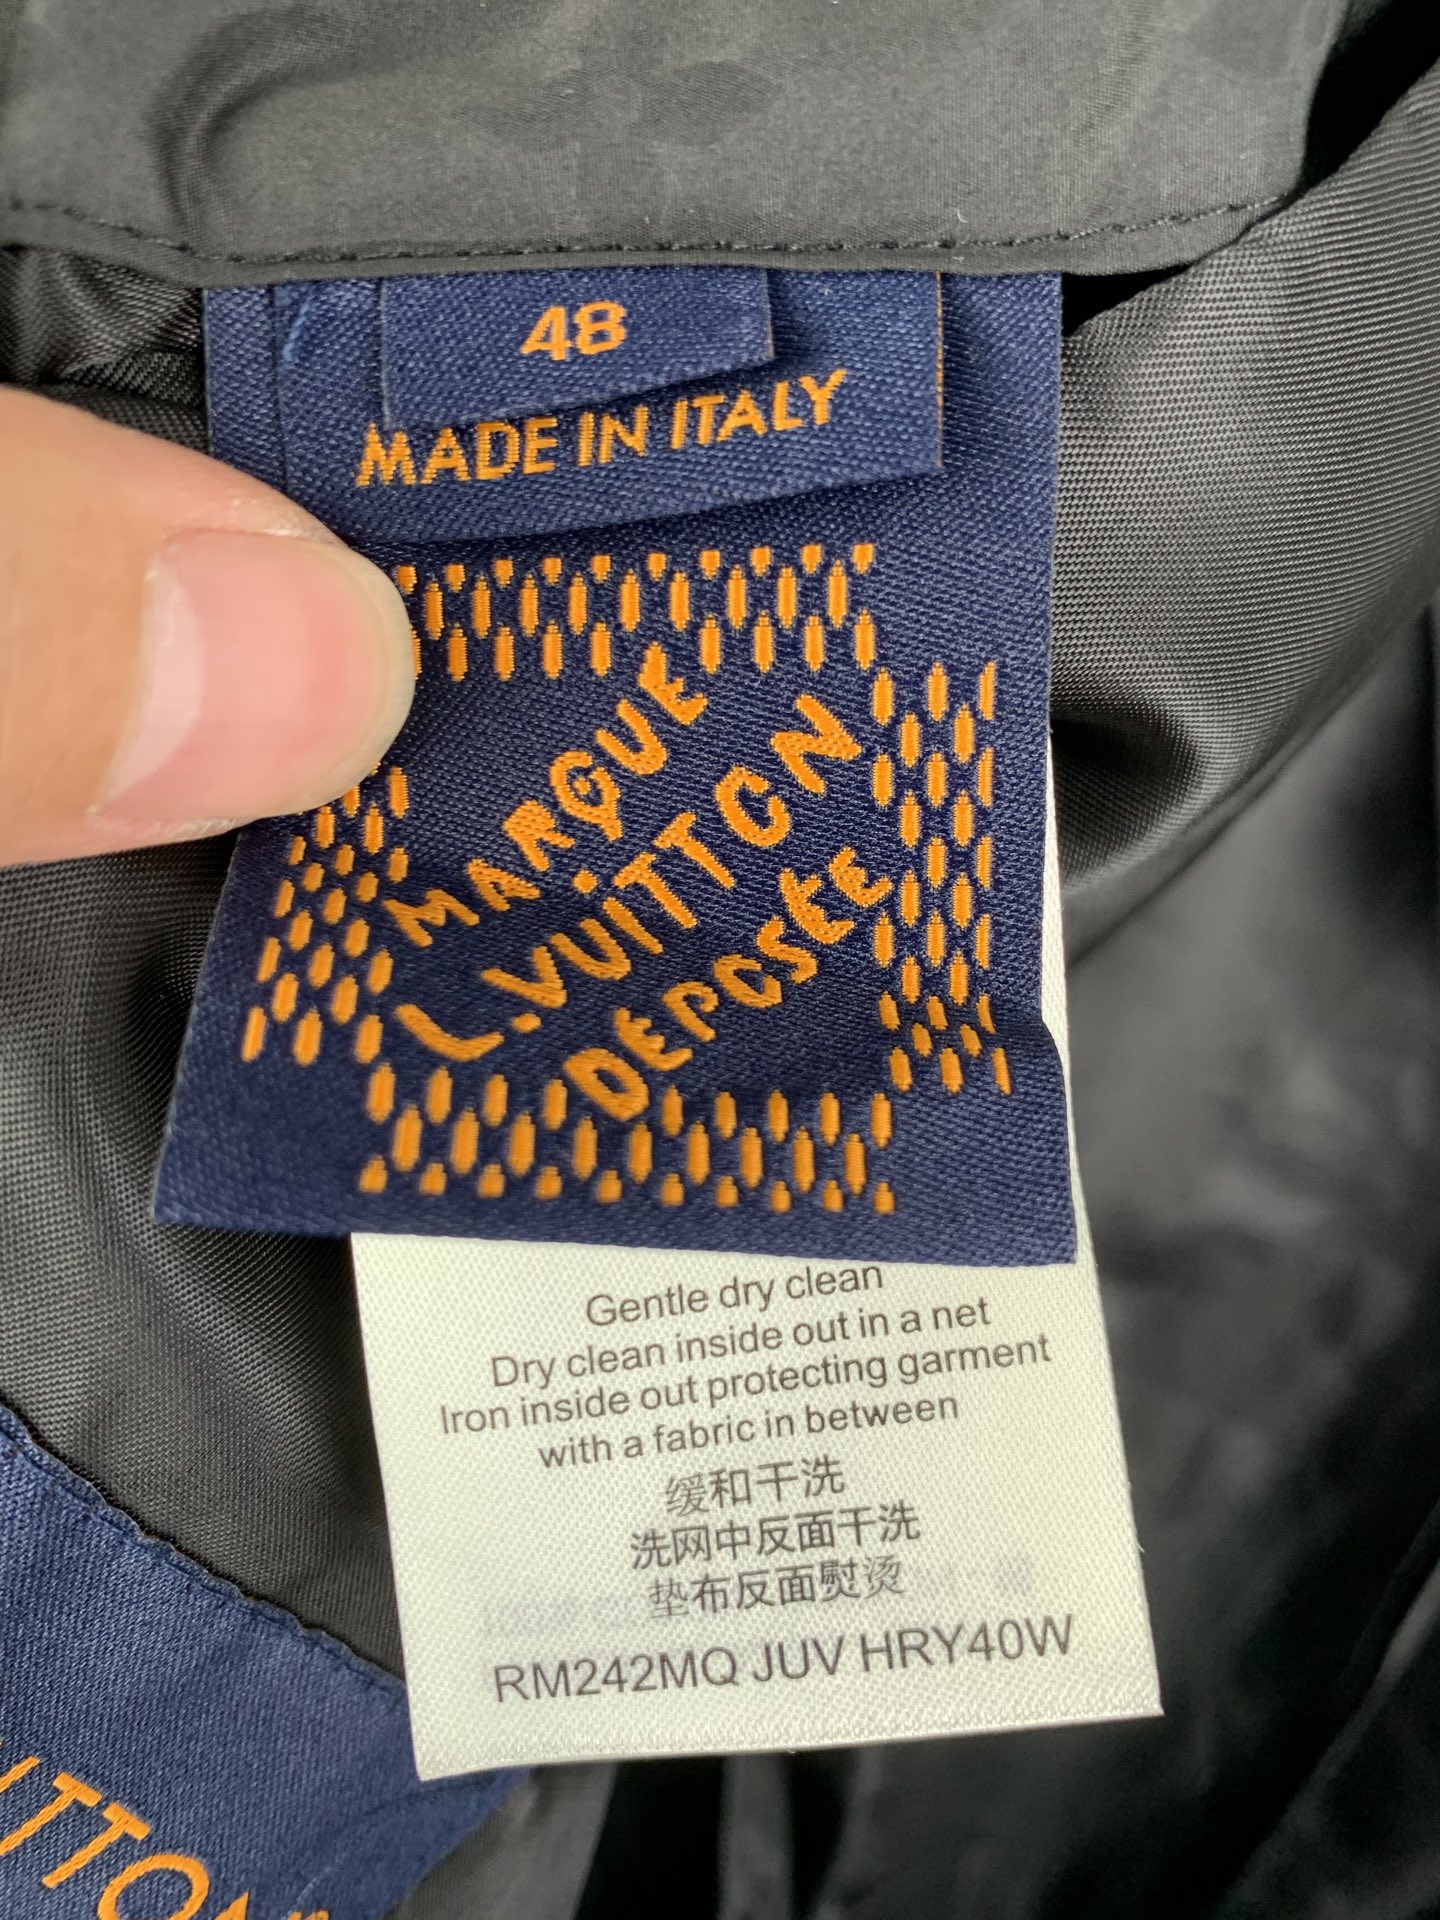 48
MADE IN ITALY
MARQUE
L.VUiTTON
DEPOSÉE
Gentle dry clean
Dry clean inside out in a net
Iron inside out protecting garment
with a fabric in between
缓和干洗
洗网中反面干洗
垫布反面熨烫
RM242MQ JUV HRY40W
UTTON